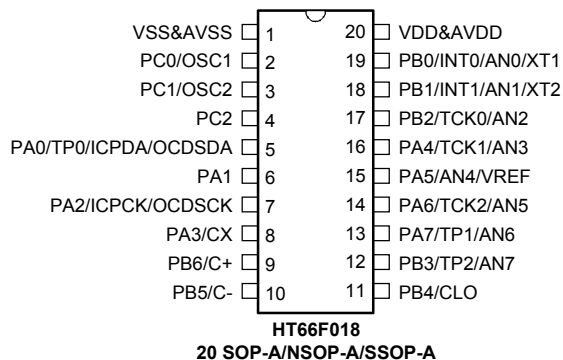 VSS&AVSS 1 20 VDD&AVDD
PC0/OSC1 2 19 PB0/INT0/AN0/XT1
PC1/OSC2 3 18 PB1/INT1/AN1/XT2
PC2 4 17 PB2/TCK0/AN2
PA0/TP0/ICPDA/OCDSDA 5 16 PA4/TCK1/AN3
PA1 6 15 PA5/AN4/VREF
PA2/ICPCK/OCDSCK 7 14 PA6/TCK2/AN5
PA3/CX 8 13 PA7/TP1/AN6
PB6/C+ 9 12 PB3/TP2/AN7
PB5/C- 10 11 PB4/CLO
HT66F018
20 SOP-A/NSOP-A/SSOP-A